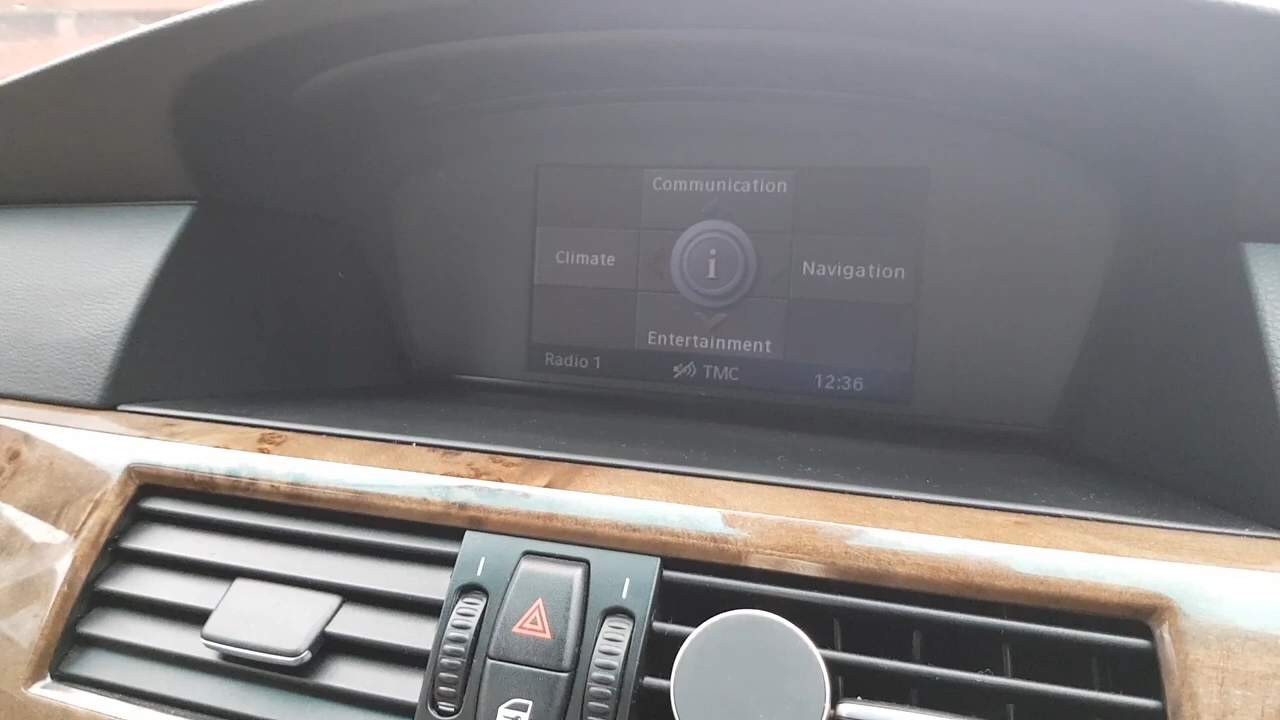 Communication
Climate
i
Navigation
Entertainment
Radio 1
TMC
12:36